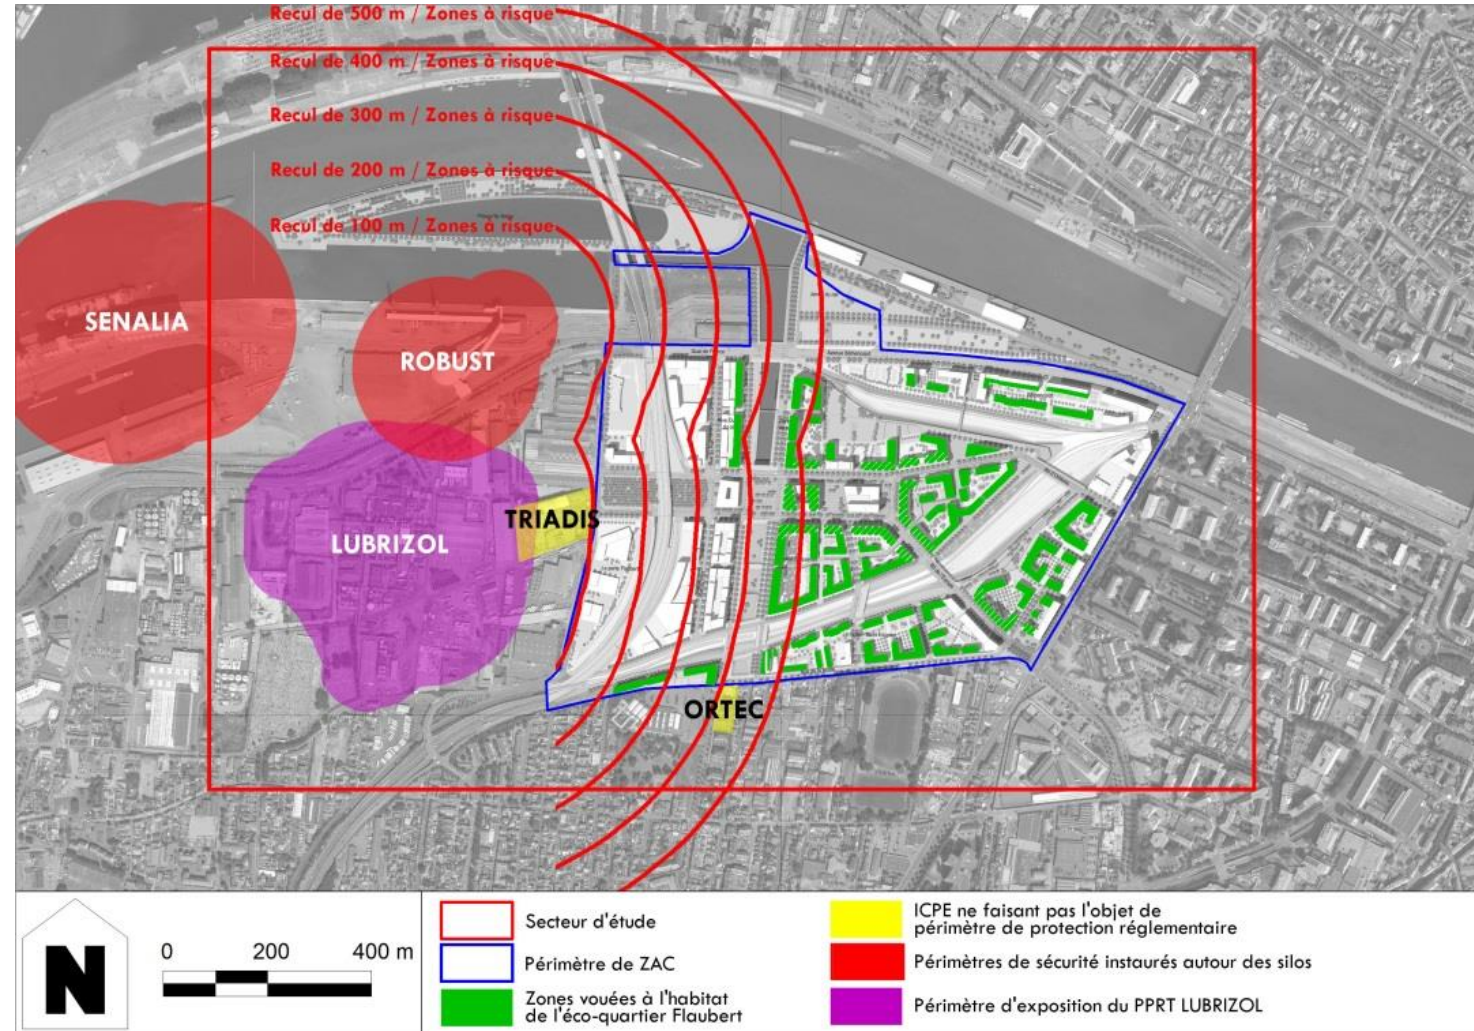 Recul de 500 m / Zones à risque
Recul de 400 m / Zones à risque
Recul de 300 m / Zones à risque
Recul de 200 m / Zones à risque
Recul de 100 m / Zones à risque
SENALIA
ROBUST
TRIADIS
LUBRIZOL
ORTEC
N
0 200 400 m
Secteur d'étude
Périmètre de ZAC
Zones vouées à l'habitat
de l'éco-quartier Flaubert
ICPE ne faisant pas l'objet de
périmètre de protection réglementaire
Périmètres de sécurité instaurés autour des silos
Périmètre d'exposition du PPRT LUBRIZOL